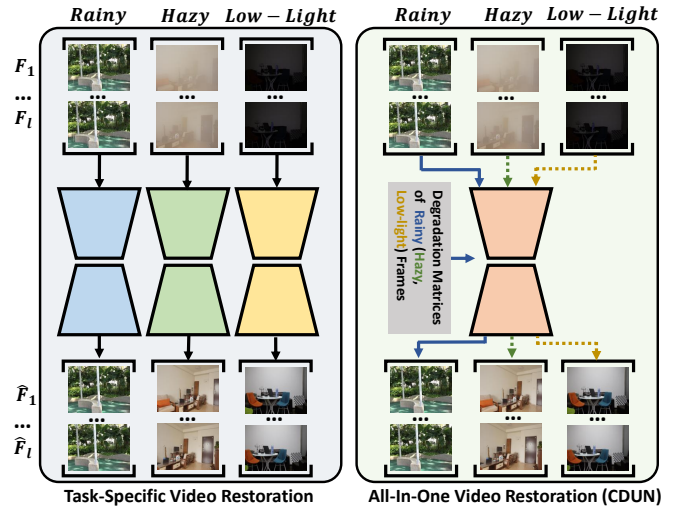 Rainy Hazy Low – Light Rainy Hazy Low – Light
F₁
...
Fₗ
... ... ... ... ... ...
Degradation Matrices
of Rainy (Hazy,
Low-light) Frames
F̂₁
...
F̂ₗ
... ... ... ... ... ...
Task-Specific Video Restoration
All-In-One Video Restoration (CDUN)